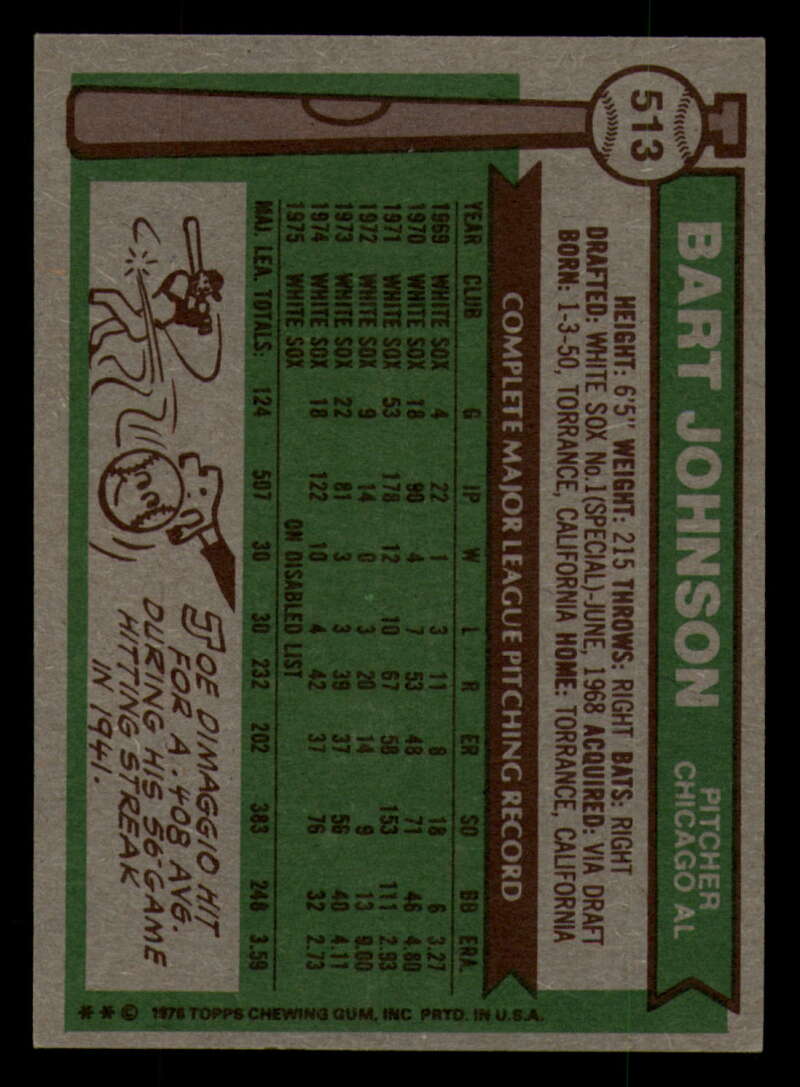 513
BART JOHNSON
PITCHER
CHICAGO AL
HEIGHT: 6'5" WEIGHT: 215 THROWS: RIGHT BATS: RIGHT
DRAFTED: WHITE SOX No.1(SPECIAL)-JUNE, 1968 ACQUIRED: VIA DRAFT
BORN: 1-3-50, TORRANCE, CALIFORNIA HOME: TORRANCE, CALIFORNIA
COMPLETE MAJOR LEAGUE PITCHING RECORD
YEAR CLUB G IP W L R ER SO BB ERA
1969 WHITE SOX 4 22 1 3 11 8 18 6 3.27
1970 WHITE SOX 18 90 4 7 53 48 71 46 4.80
1971 WHITE SOX 53 178 12 10 67 58 153 111 2.93
1972 WHITE SOX 9 14 0 3 20 14 9 13 9.00
1973 WHITE SOX 22 81 3 3 39 37 56 40 4.11
1974 WHITE SOX 18 122 10 4 42 37 76 32 2.73
1975 WHITE SOX ON DISABLED LIST
MAJ. LEA. TOTALS: 124 507 30 30 232 202 383 248 3.59
JOE DIMAGGIO HIT
FOR A .408 AVG.
DURING HIS 56-GAME
HITTING STREAK
IN 1941.
** © 1976 TOPPS CHEWING GUM, INC PRTD. IN U.S.A.